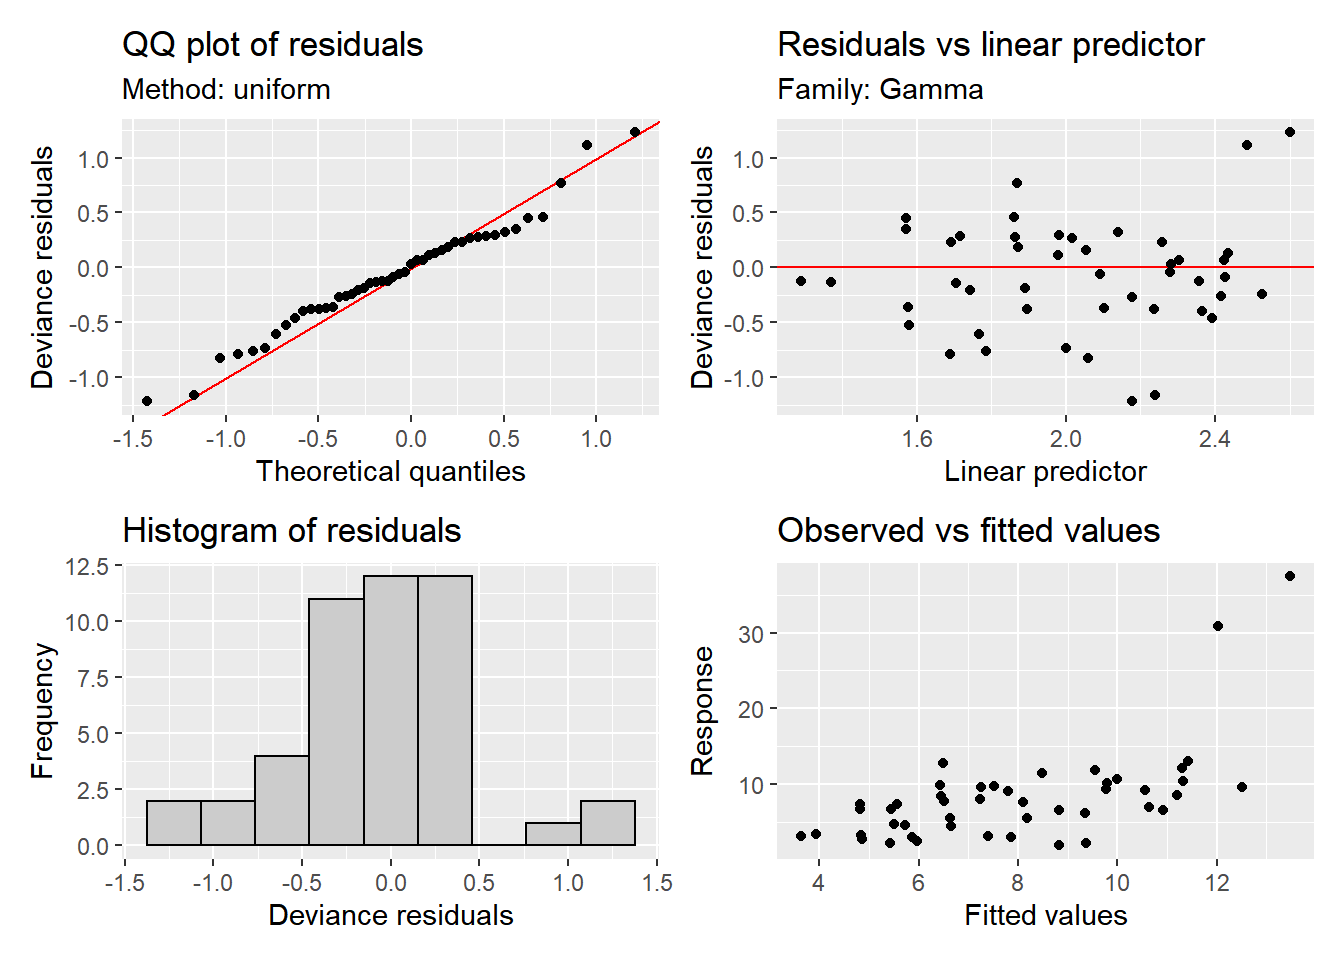 QQ plot of residuals
Method: uniform
Deviance residuals
1.0
0.5
0.0
-0.5
-1.0
-1.5 -1.0 -0.5 0.0 0.5 1.0
Theoretical quantiles
Residuals vs linear predictor
Family: Gamma
Deviance residuals
1.0
0.5
0.0
-0.5
-1.0
1.6 2.0 2.4
Linear predictor
Histogram of residuals
Frequency
12.5
10.0
7.5
5.0
2.5
0.0
-1.5 -1.0 -0.5 0.0 0.5 1.0 1.5
Deviance residuals
Observed vs fitted values
Response
30
20
10
4 6 8 10 12
Fitted values